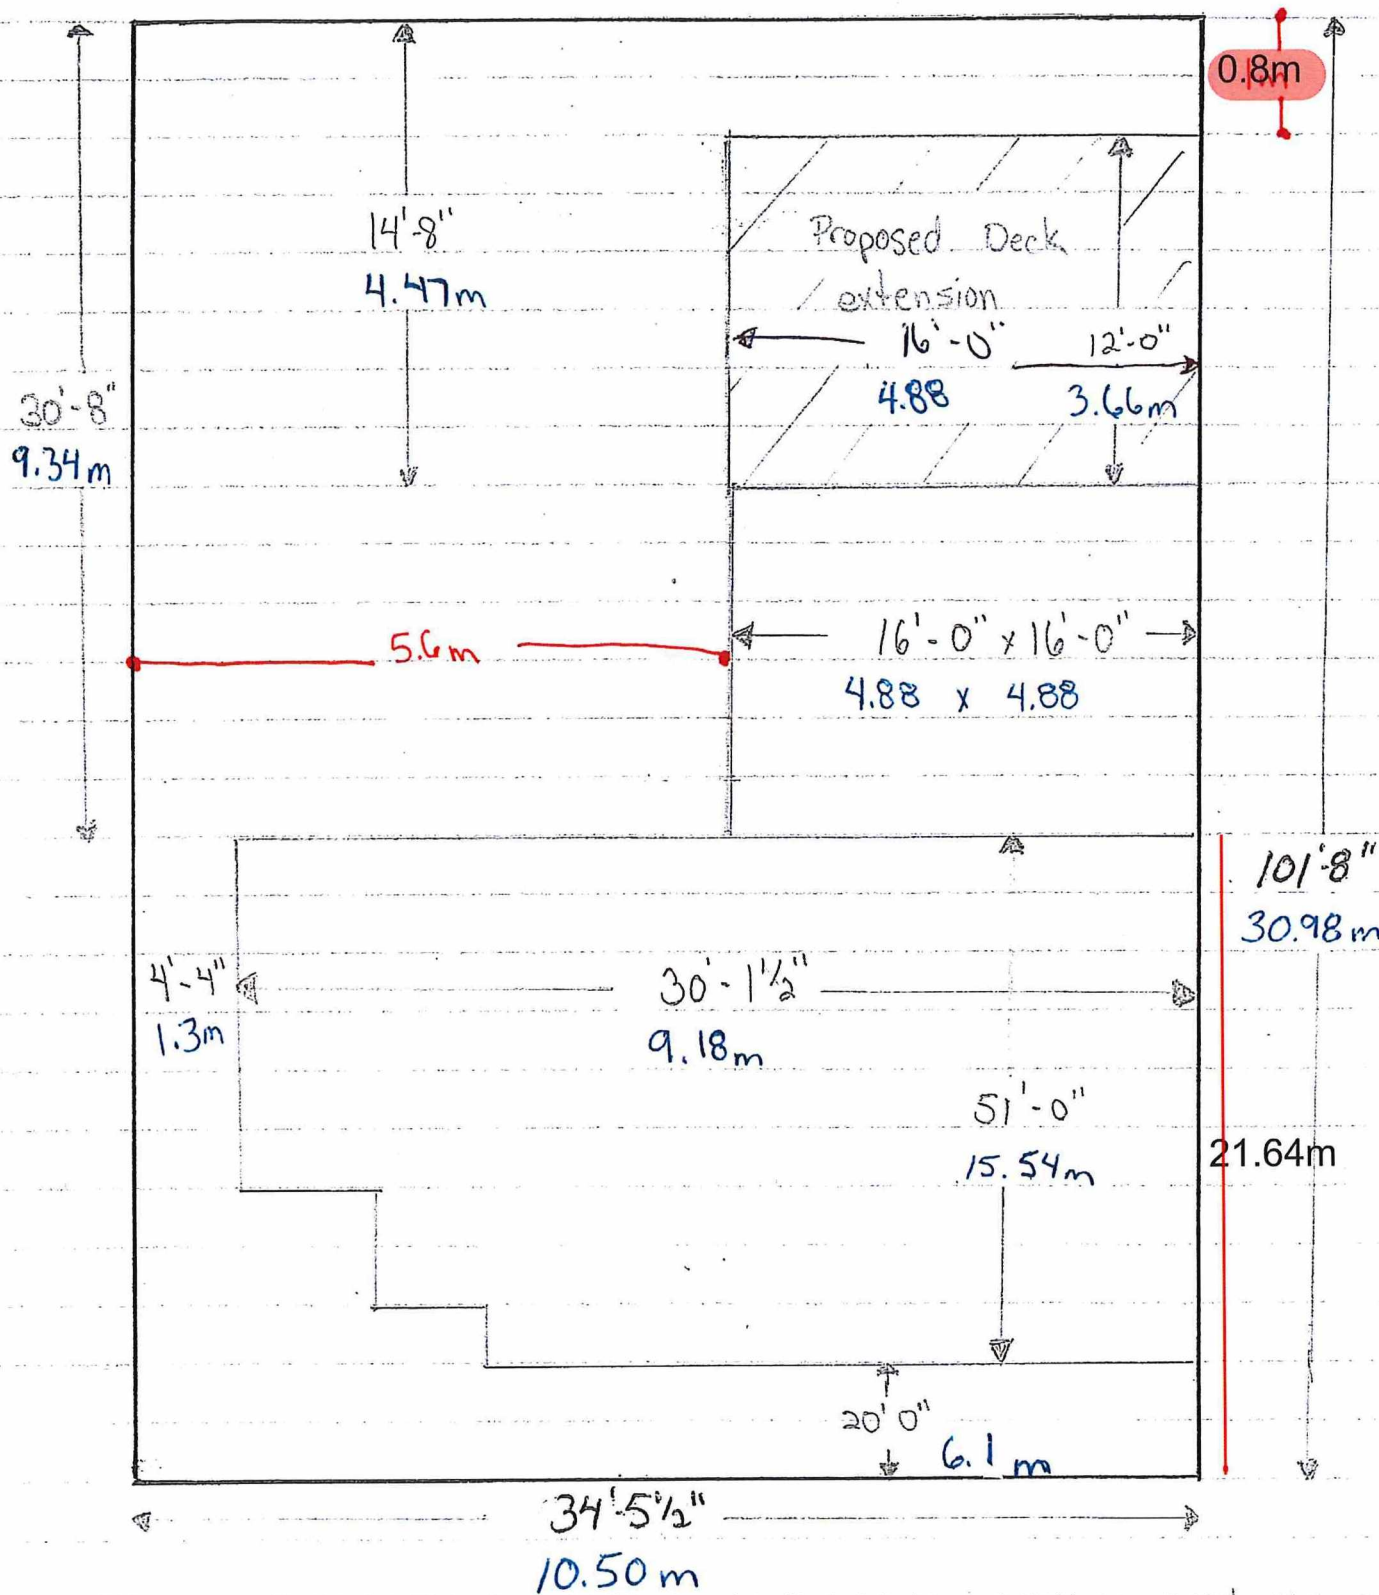 0.8m
14'-8"
4.47m
Proposed Deck
extension
16'-0" 12'-0"
4.88 3.66m
30'-8"
9.34m
5.6m
16'-0" x 16'-0"
4.88 x 4.88
101'-8"
30.98m
4'-4"
1.3m
30'-1½"
9.18m
51'-0"
15.54m
21.64m
20'0"
6.1m
34'-5½"
10.50m